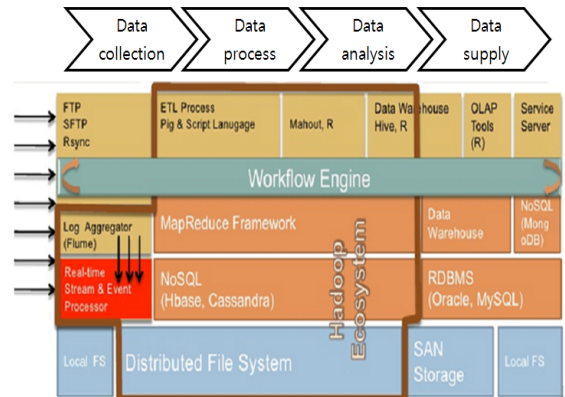 Data
collection
Data
process
Data
analysis
Data
supply
FTP
SFTP
Rsync
ETL Process
Pig & Script Lanugage
Mahout, R
Data Warehouse
Hive, R
OLAP
Tools
(R)
Service
Server
Workflow Engine
Log Aggregator
(Flume)
MapReduce Framework
Data
Warehouse
NoSQL
(Mong
oDB)
Real-time
Stream & Event
Processor
NoSQL
(Hbase, Cassandra)
Hadoop
Ecosystem
RDBMS
(Oracle, MySQL)
Local FS
Distributed File System
SAN
Storage
Local FS